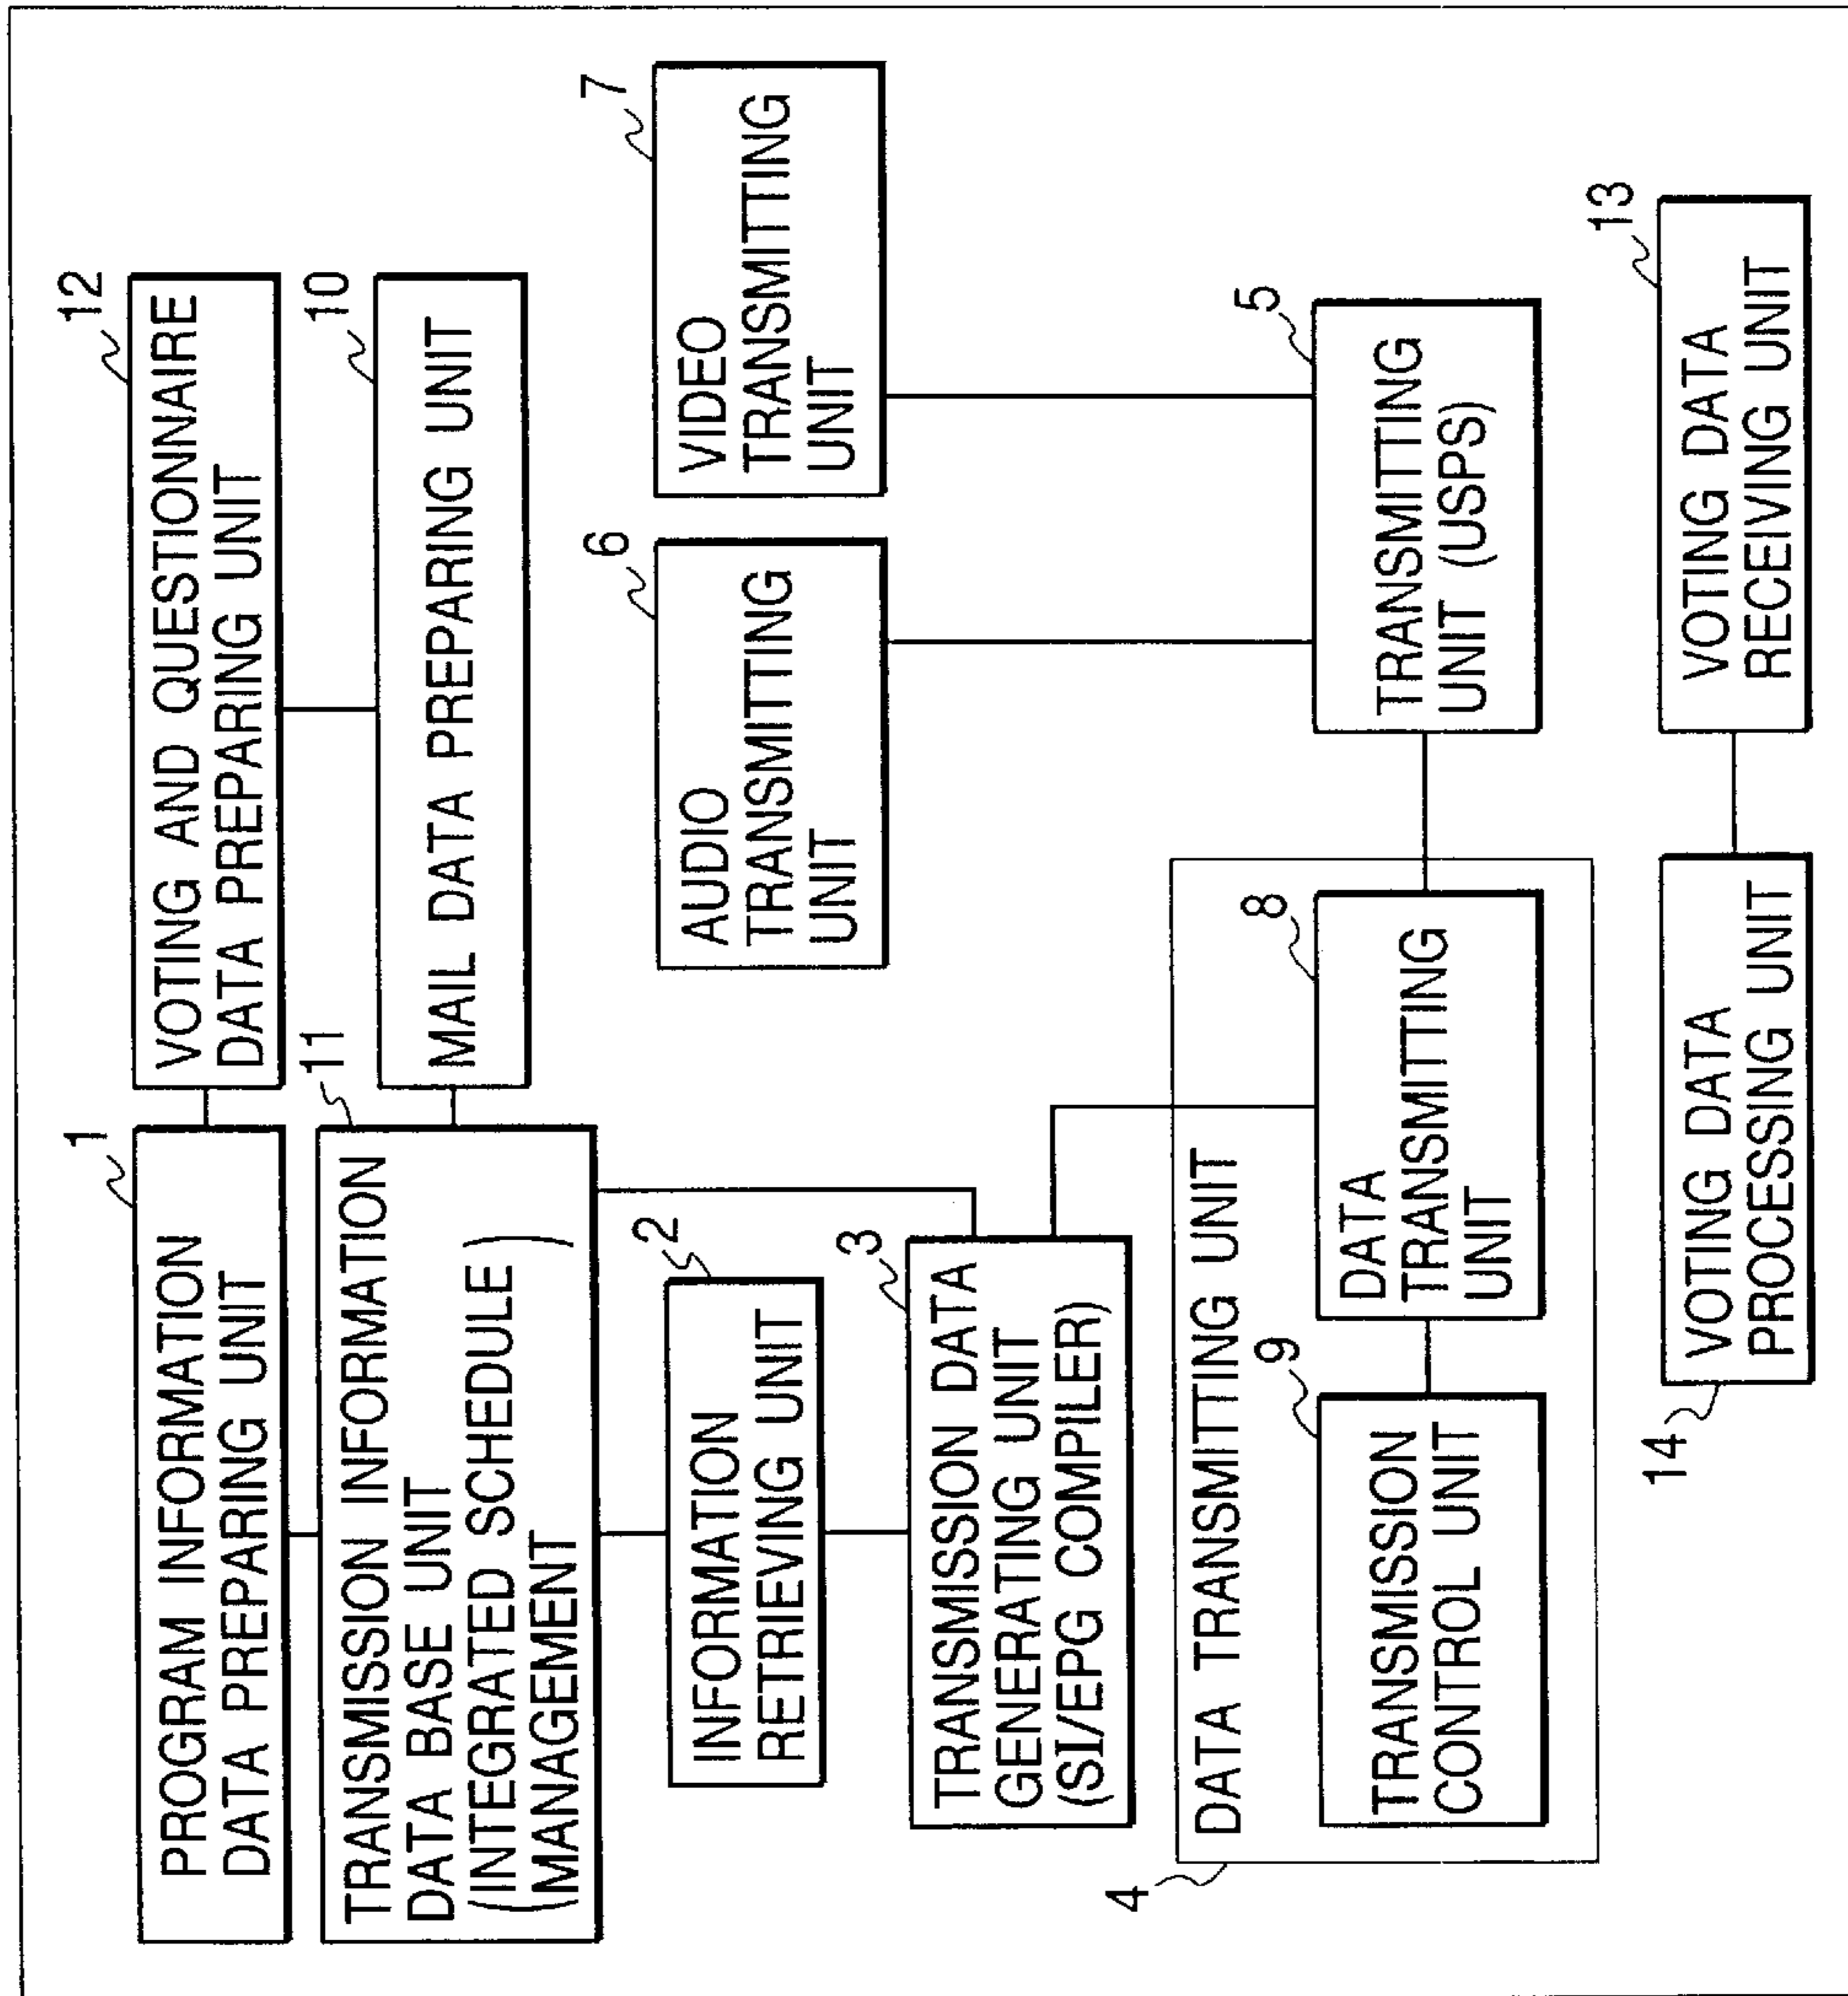 1
PROGRAM INFORMATION
DATA PREPARING UNIT
12
VOTING AND QUESTIONNAIRE
DATA PREPARING UNIT
11
TRANSMISSION INFORMATION
DATA BASE UNIT
(INTEGRATED SCHEDULE
MANAGEMENT)
10
MAIL DATA PREPARING UNIT
2
INFORMATION
RETRIEVING UNIT
6
AUDIO
TRANSMITTING
UNIT
7
VIDEO
TRANSMITTING
UNIT
3
TRANSMISSION DATA
GENERATING UNIT
(SI/EPG COMPILER)
4
DATA TRANSMITTING UNIT
9
TRANSMISSION
CONTROL UNIT
8
DATA
TRANSMITTING
UNIT
5
TRANSMITTING
UNIT (USPS)
14
VOTING DATA
PROCESSING UNIT
13
VOTING DATA
RECEIVING UNIT